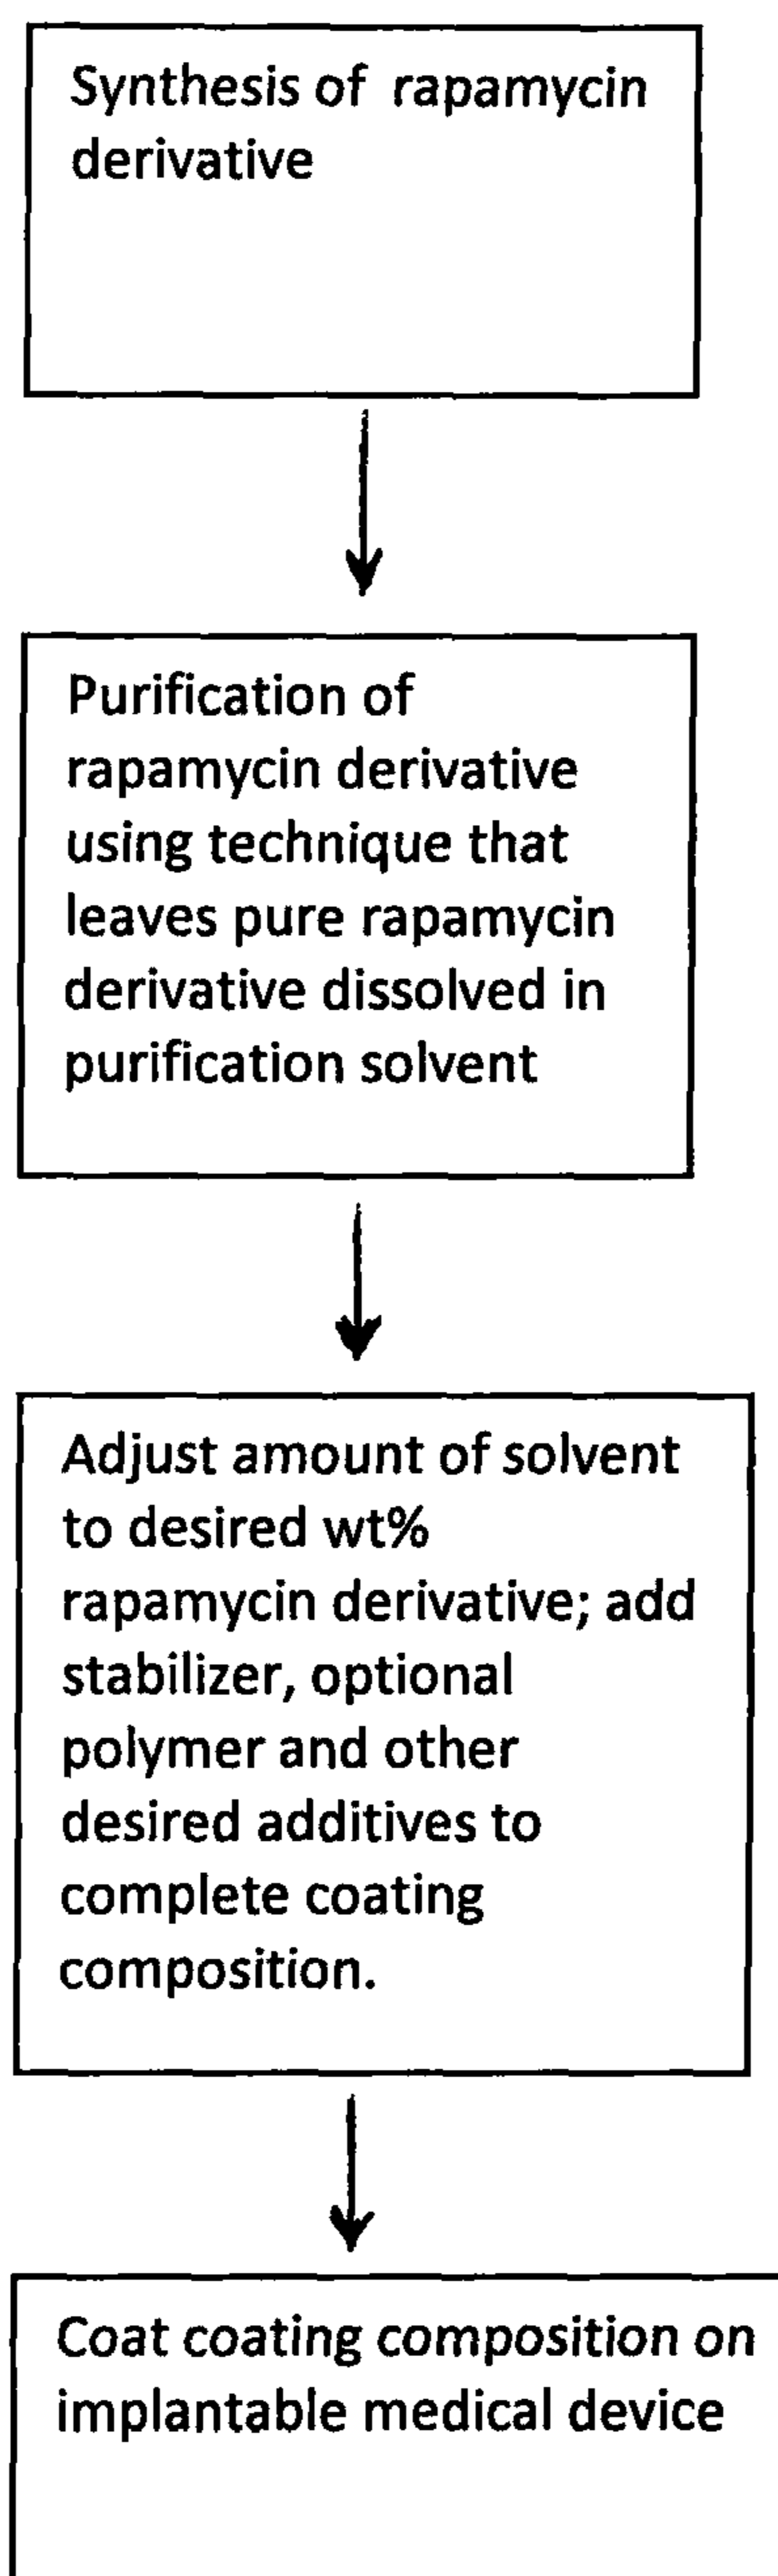 Synthesis of rapamycin
derivative
Purification of
rapamycin derivative
using technique that
leaves pure rapamycin
derivative dissolved in
purification solvent
Adjust amount of solvent
to desired wt%
rapamycin derivative; add
stabilizer, optional
polymer and other
desired additives to
complete coating
composition.
Coat coating composition on
implantable medical device